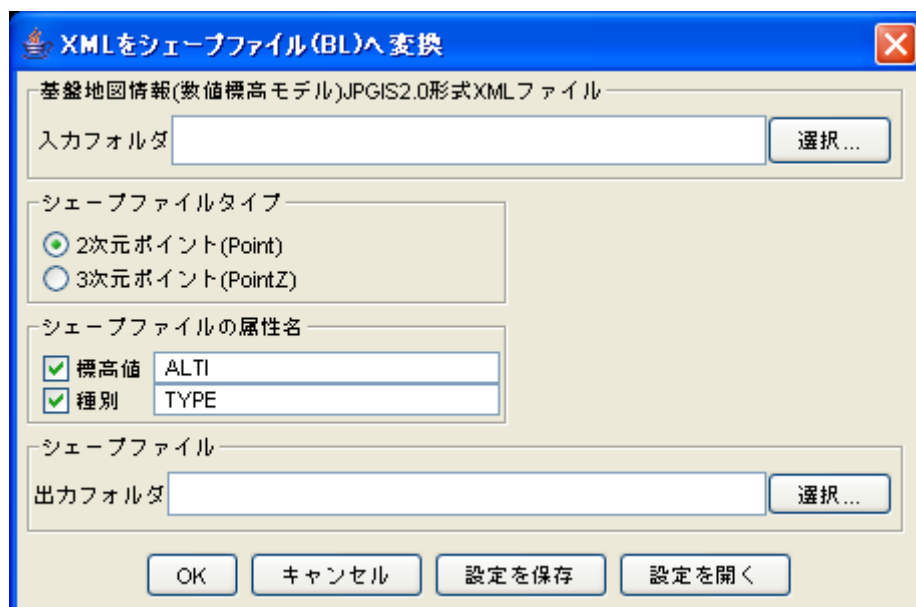 XMLをシェープファイル(BL)へ変換
基盤地図情報(数値標高モデル)JPGIS2.0形式XMLファイル
入力フォルダ 選択...
シェープファイルタイプ
2次元ポイント(Point)
3次元ポイント(PointZ)
シェープファイルの属性名
標高値 ALTI
種別 TYPE
シェープファイル
出力フォルダ 選択...
OK キャンセル 設定を保存 設定を開く